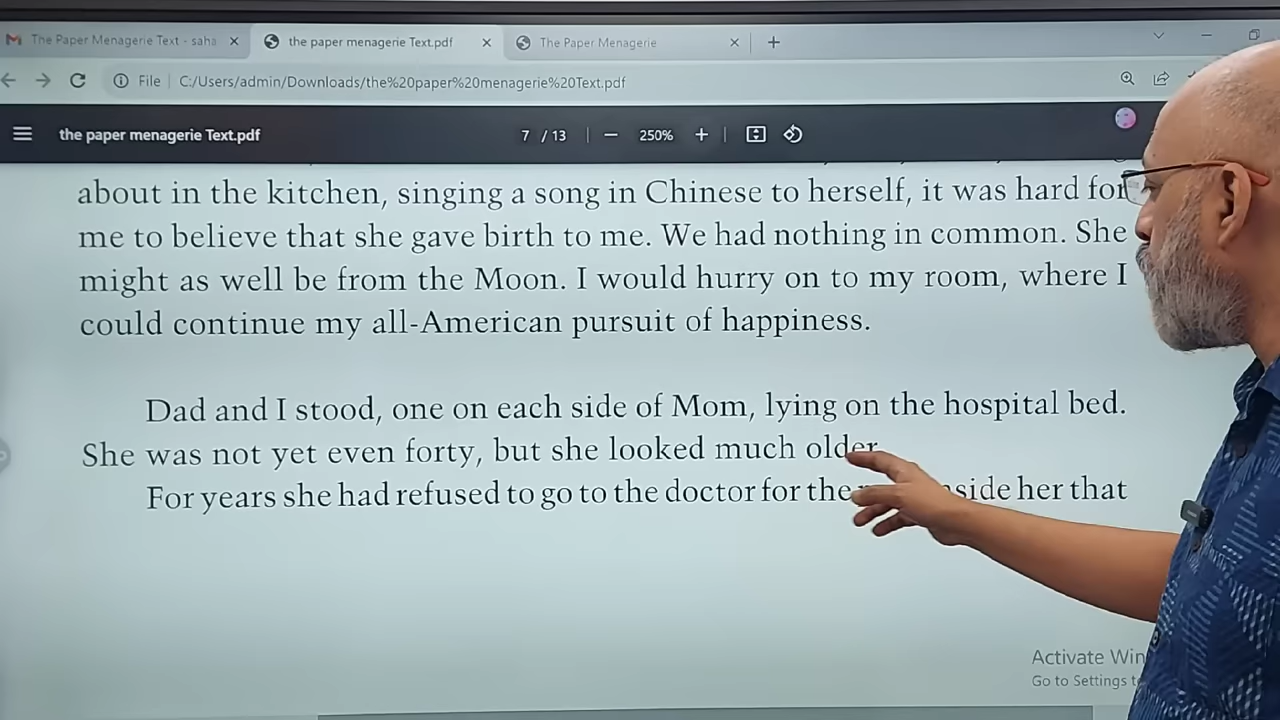 The Paper Menagerie Text - saha
the paper menagerie Text.pdf
The Paper Menagerie
File
C:/Users/admin/Downloads/the%20paper%20menagerie%20Text.pdf
the paper menagerie Text.pdf
7 / 13
250%
about in the kitchen, singing a song in Chinese to herself, it was hard for
me to believe that she gave birth to me. We had nothing in common. She
might as well be from the Moon. I would hurry on to my room, where I
could continue my all-American pursuit of happiness.
Dad and I stood, one on each side of Mom, lying on the hospital bed.
She was not yet even forty, but she looked much older.
For years she had refused to go to the doctor for the side her that
Activate Win
Go to Settings t